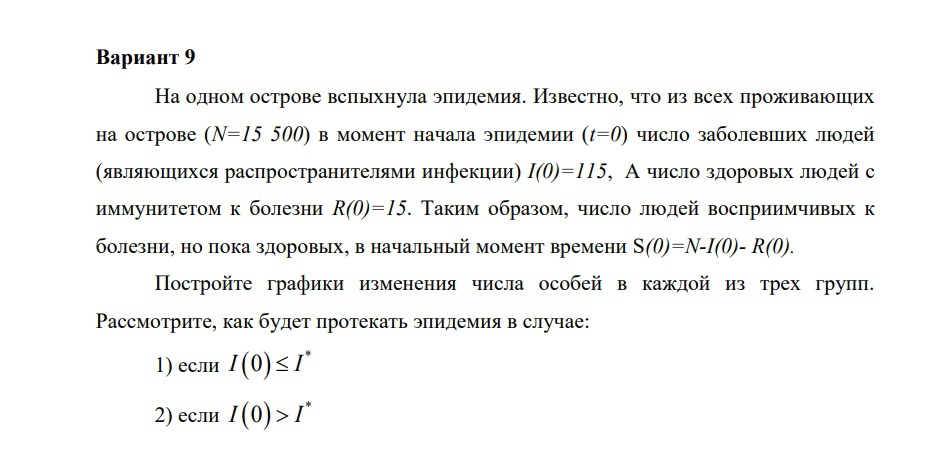 Вариант 9
На одном острове вспыхнула эпидемия. Известно, что из всех проживающих
на острове (N=15 500) в момент начала эпидемии (t=0) число заболевших людей
(являющихся распространителями инфекции) I(0)=115, А число здоровых людей с
иммунитетом к болезни R(0)=15. Таким образом, число людей восприимчивых к
болезни, но пока здоровых, в начальный момент времени S(0)=N-I(0)- R(0).
Постройте графики изменения числа особей в каждой из трех групп.
Рассмотрите, как будет протекать эпидемия в случае:
1) если I(0)≤I*
2) если I(0)>I*